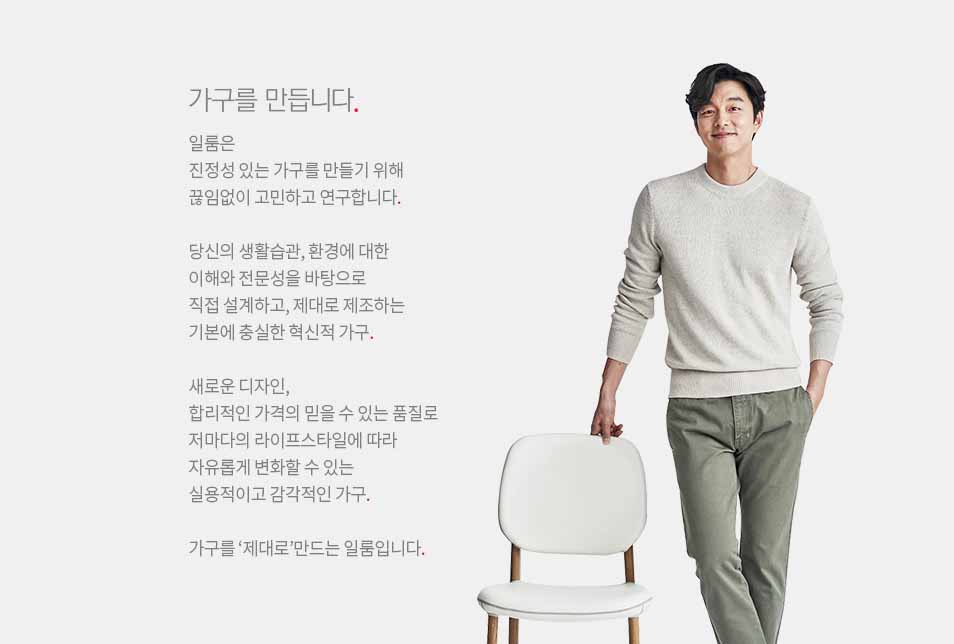 가구를 만듭니다.
일룸은
진정성 있는 가구를 만들기 위해
끊임없이 고민하고 연구합니다.
당신의 생활습관, 환경에 대한
이해와 전문성을 바탕으로
직접 설계하고, 제대로 제조하는
기본에 충실한 혁신적 가구.
새로운 디자인,
합리적인 가격의 믿을 수 있는 품질로
저마다의 라이프스타일에 따라
자유롭게 변화할 수 있는
실용적이고 감각적인 가구.
가구를 ‘제대로’만드는 일룸입니다.